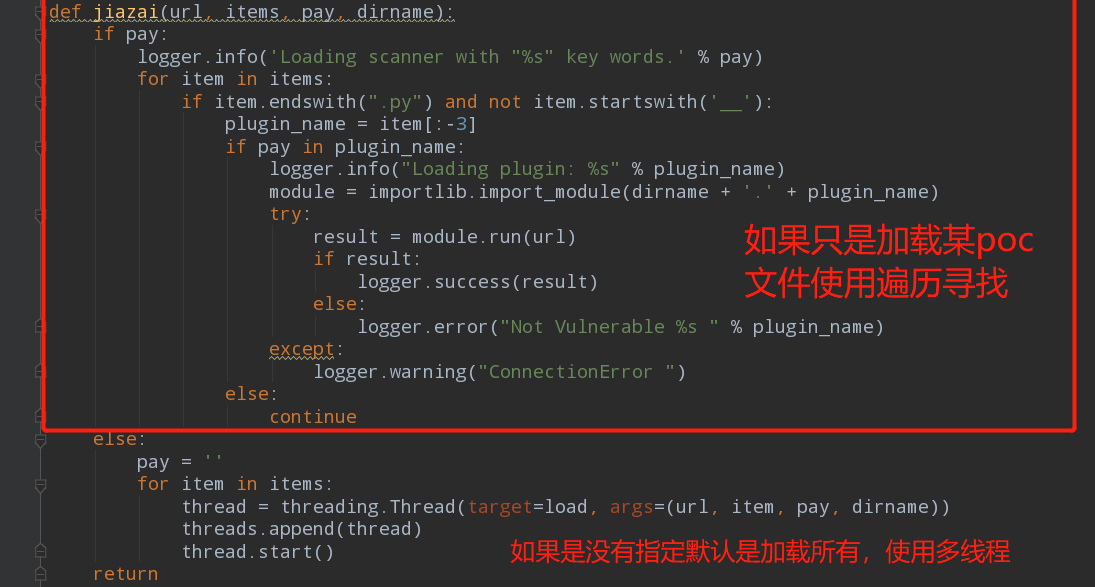 def jiazai(url, items, pay, dirname):
    if pay:
        logger.info('Loading scanner with "%s" key words.' % pay)
        for item in items:
            if item.endswith(".py") and not item.startswith('__'):
                plugin_name = item[:-3]
                if pay in plugin_name:
                    logger.info("Loading plugin: %s" % plugin_name)
                    module = importlib.import_module(dirname + '.' + plugin_name)
                    try:
                        result = module.run(url)
                        if result:
                            logger.success(result)
                        else:
                            logger.error("Not Vulnerable %s " % plugin_name)
                    except:
                        logger.warning("ConnectionError ")
                else:
                    continue
如果只是加载某poc
文件使用遍历寻找
    else:
        pay = ''
        for item in items:
            thread = threading.Thread(target=load, args=(url, item, pay, dirname))
            threads.append(thread)
            thread.start()
如果是没有指定默认是加载所有，使用多线程
    return